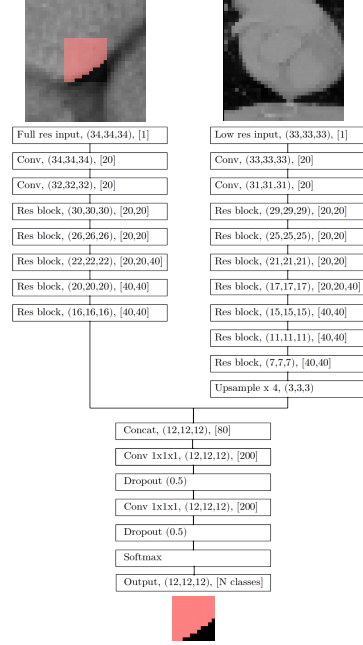 Full res input, (34,34,34), [1]
Conv, (34,34,34), [20]
Conv, (32,32,32), [20]
Res block, (30,30,30), [20,20]
Res block, (26,26,26), [20,20]
Res block, (22,22,22), [20,20,40]
Res block, (20,20,20), [40,40]
Res block, (16,16,16), [40,40]
Low res input, (33,33,33), [1]
Conv, (33,33,33), [20]
Conv, (31,31,31), [20]
Res block, (29,29,29), [20,20]
Res block, (25,25,25), [20,20]
Res block, (21,21,21), [20,20]
Res block, (17,17,17), [20,20,40]
Res block, (15,15,15), [40,40]
Res block, (11,11,11), [40,40]
Res block, (7,7,7), [40,40]
Upsample x 4, (3,3,3)
Concat, (12,12,12), [80]
Conv 1x1x1, (12,12,12), [200]
Dropout (0.5)
Conv 1x1x1, (12,12,12), [200]
Dropout (0.5)
Softmax
Output, (12,12,12), [N classes]